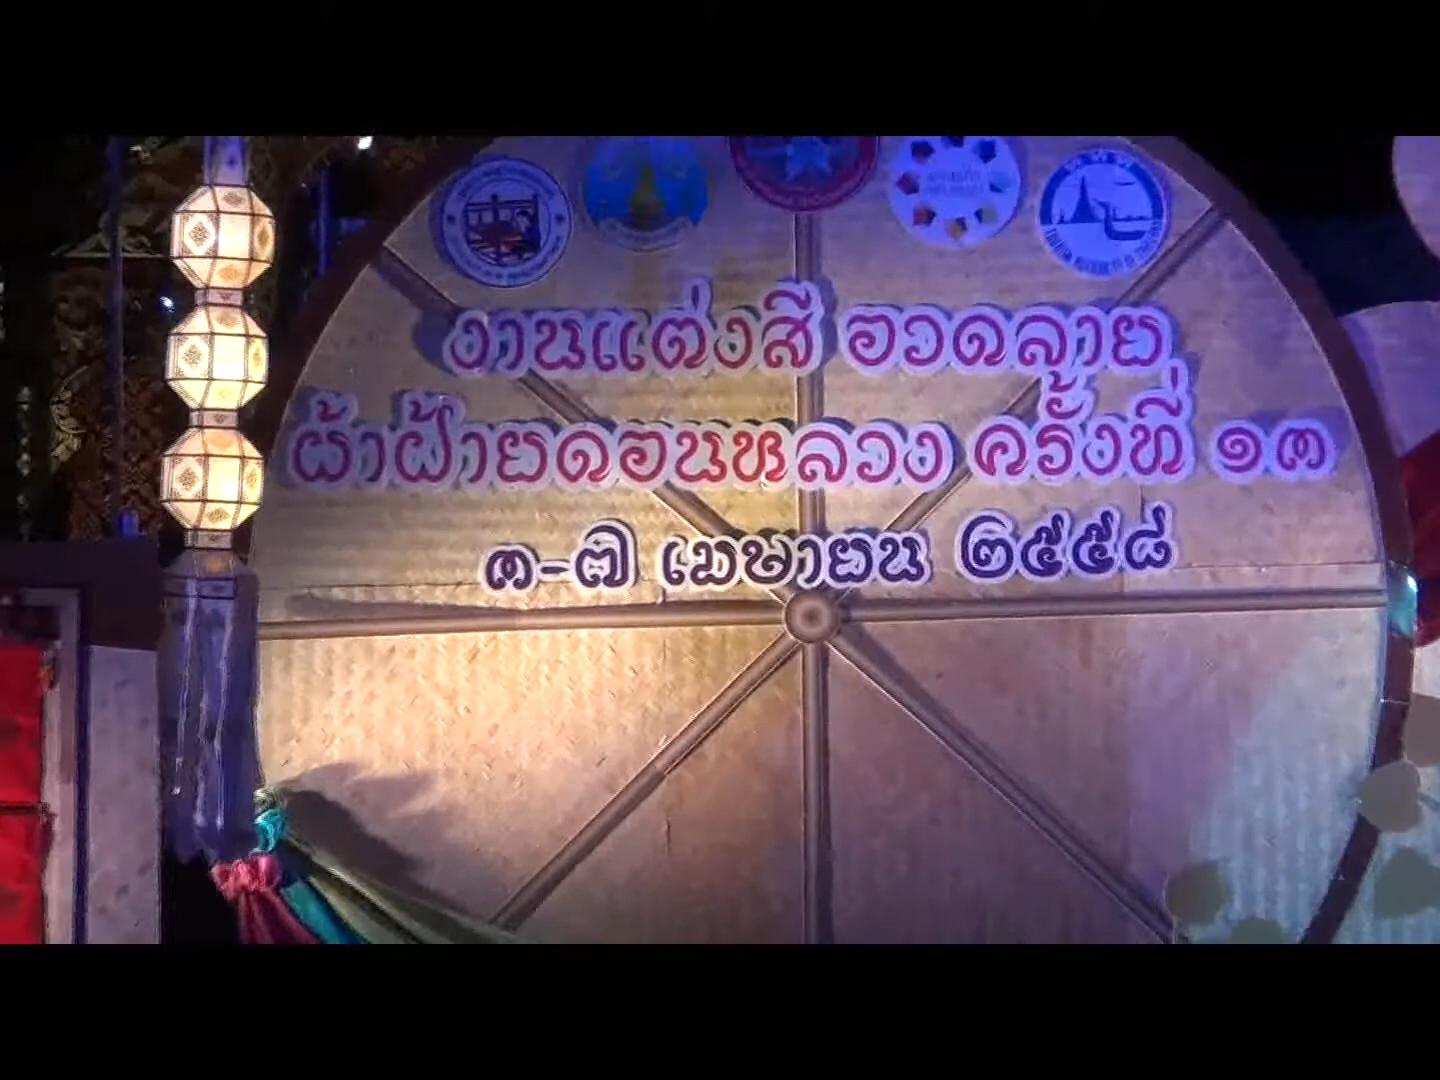 งานแต่งสี อวดลาย
ผ้าฝ้ายดอนหลวง ครั้งที่ ๑๓
๓-๗ เมษายน ๒๕๕๘